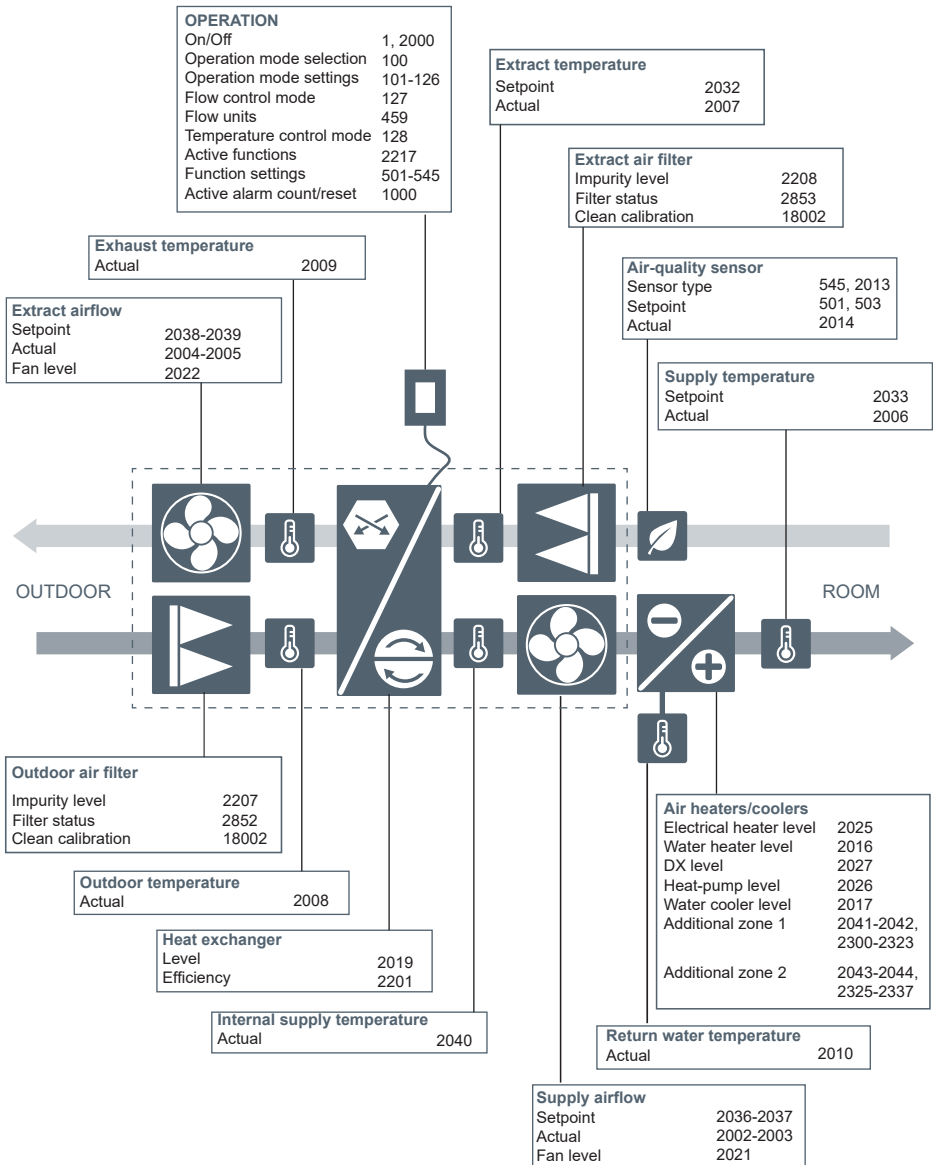 OPERATION
On/Off 1, 2000
Operation mode selection 100
Operation mode settings 101-126
Flow control mode 127
Flow units 459
Temperature control mode 128
Active functions 2217
Function settings 501-545
Active alarm count/reset 1000
Extract temperature
Setpoint 2032
Actual 2007
Extract air filter
Impurity level 2208
Filter status 2853
Clean calibration 18002
Exhaust temperature
Actual 2009
Air-quality sensor
Sensor type 545, 2013
Setpoint 501, 503
Actual 2014
Extract airflow
Setpoint 2038-2039
Actual 2004-2005
Fan level 2022
Supply temperature
Setpoint 2033
Actual 2006
OUTDOOR
ROOM
Outdoor air filter
Impurity level 2207
Filter status 2852
Clean calibration 18002
Air heaters/coolers
Electrical heater level 2025
Water heater level 2016
DX level 2027
Heat-pump level 2026
Water cooler level 2017
Additional zone 1 2041-2042,
2300-2323
Additional zone 2 2043-2044,
2325-2337
Outdoor temperature
Actual 2008
Heat exchanger
Level 2019
Efficiency 2201
Internal supply temperature
Actual 2040
Return water temperature
Actual 2010
Supply airflow
Setpoint 2036-2037
Actual 2002-2003
Fan level 2021